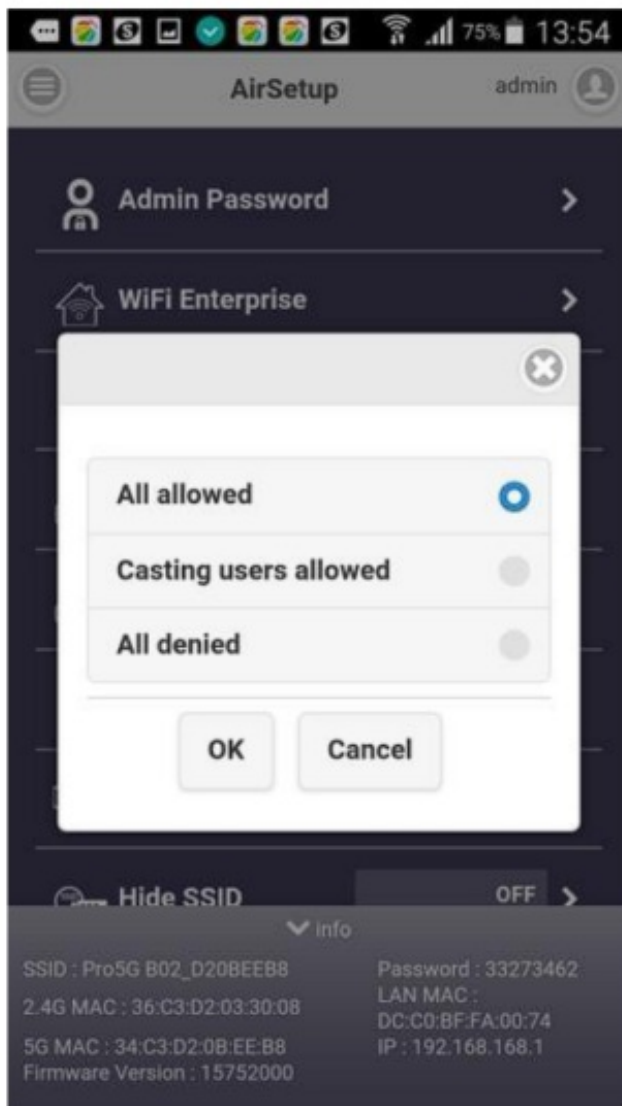 75% 13:54
AirSetup admin
Admin Password
WiFi Enterprise
All allowed
Casting users allowed
All denied
OK Cancel
Hide SSID OFF
info
SSID : Pro5G B02_D20BEEB8
2.4G MAC : 36:C3:D2:03:30:08
5G MAC : 34:C3:D2:0B:EE:B8
Firmware Version : 15752000
Password : 33273462
LAN MAC :
DC:C0:BF:FA:00:74
IP : 192.168.168.1